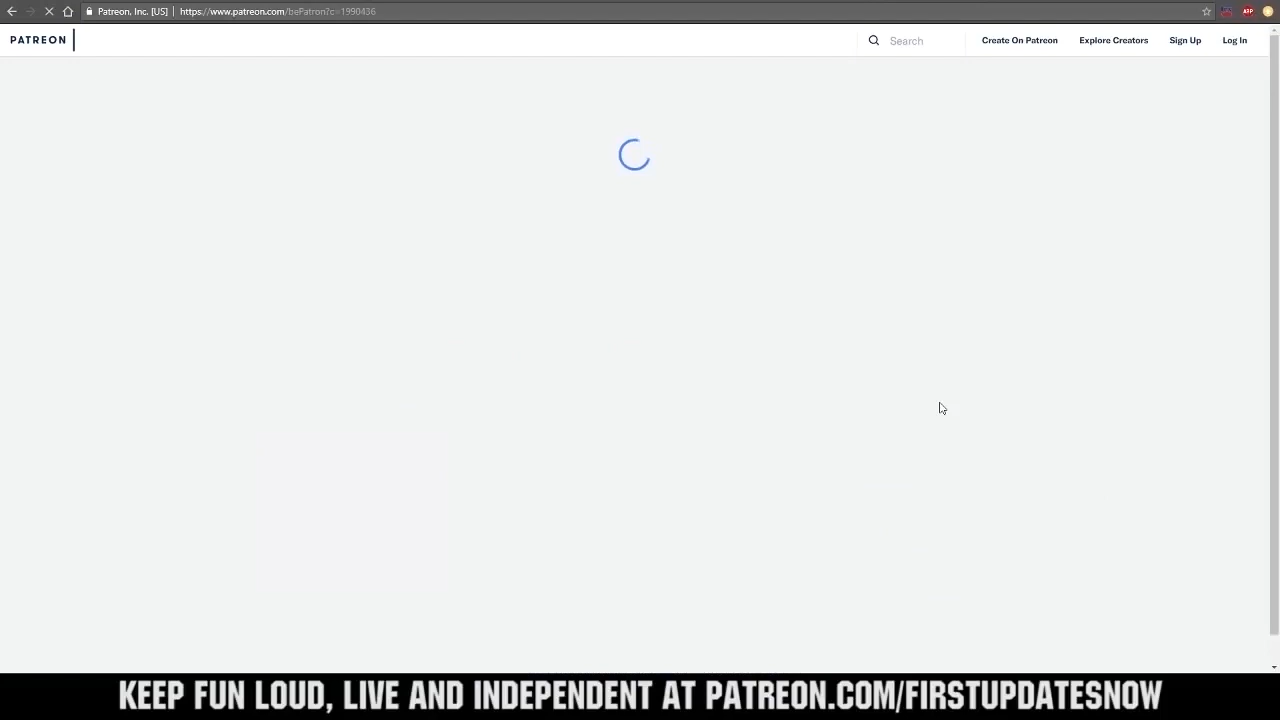 Patreon, Inc. [US] | https://www.patreon.com/bePatron?c=1990436
ABP
PATREON
Search
Create On Patreon
Explore Creators
Sign Up
Log In
KEEP FUN LOUD, LIVE AND INDEPENDENT AT PATREON.COM/FIRSTUPDATESNOW